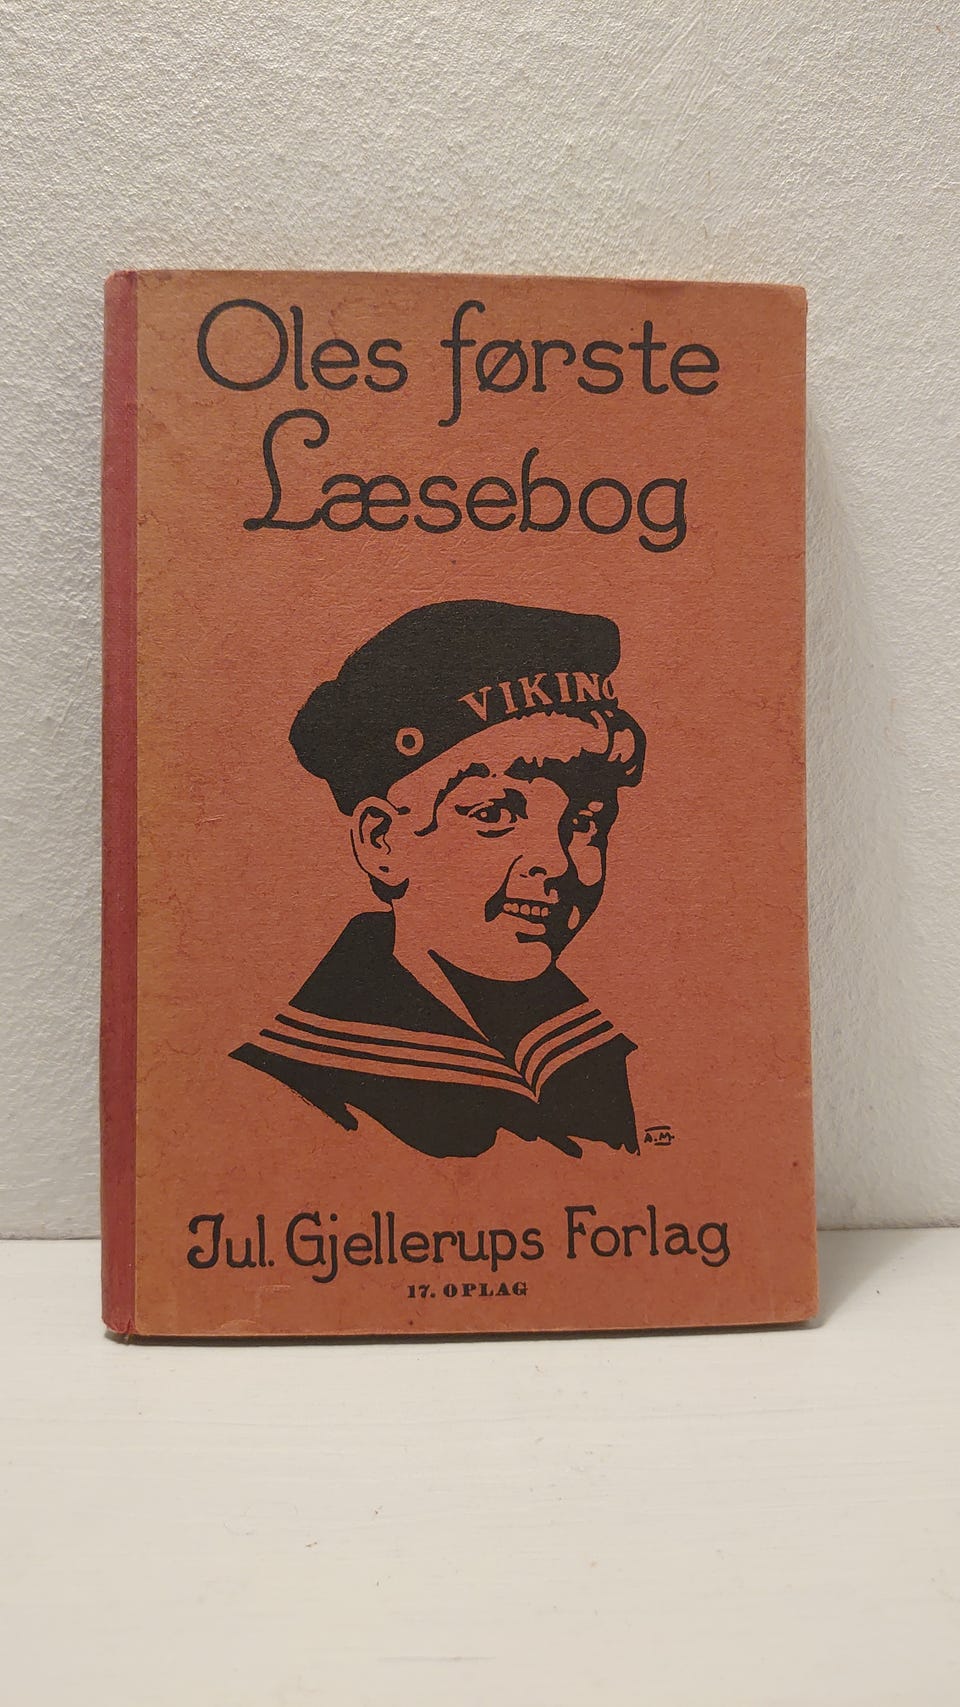 Oles første
Læsebog
VIKING
A.M.
Jul. Gjellerups Forlag
17. OPLAG